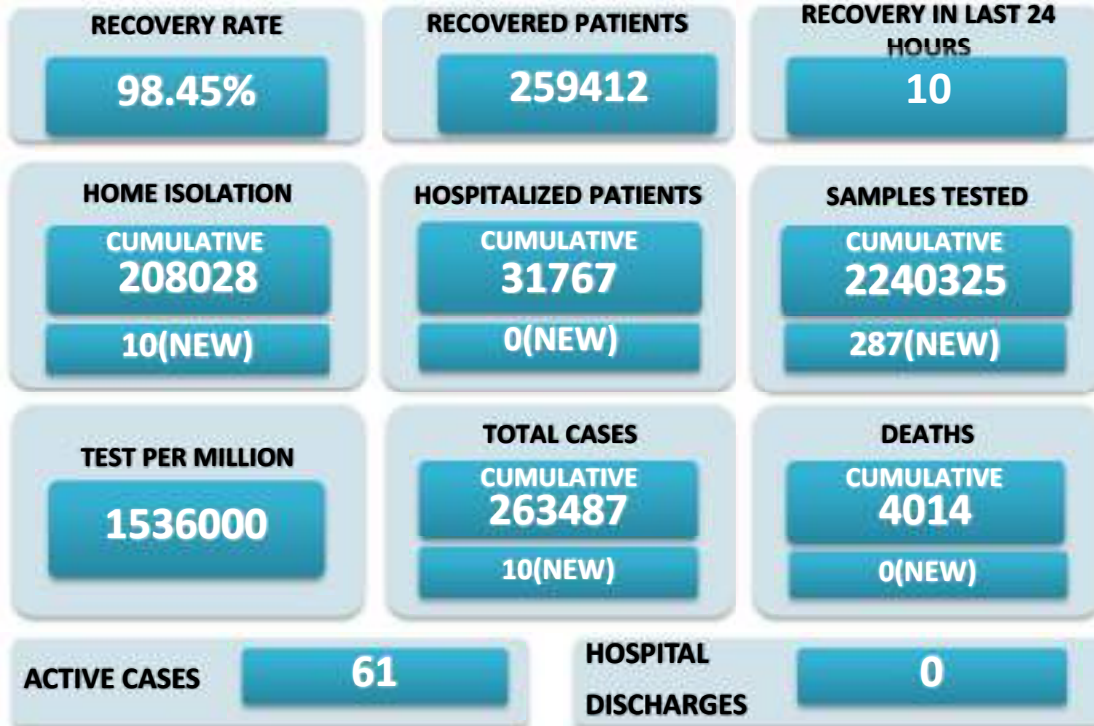 RECOVERY RATE
98.45%
RECOVERED PATIENTS
259412
RECOVERY IN LAST 24
HOURS
10
HOME ISOLATION
CUMULATIVE
208028
10(NEW)
HOSPITALIZED PATIENTS
CUMULATIVE
31767
0(NEW)
SAMPLES TESTED
CUMULATIVE
2240325
287(NEW)
TEST PER MILLION
1536000
TOTAL CASES
CUMULATIVE
263487
10(NEW)
DEATHS
CUMULATIVE
4014
0(NEW)
ACTIVE CASES
61
HOSPITAL
DISCHARGES
0